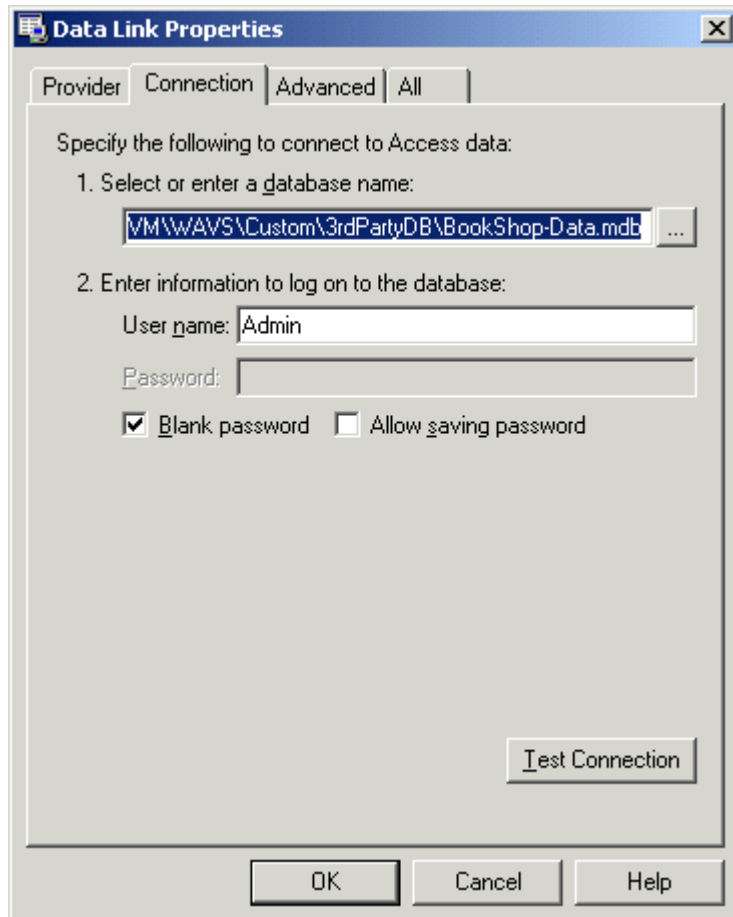 Data Link Properties
Provider Connection Advanced All
Specify the following to connect to Access data:
1. Select or enter a database name:
VM\WAVS\Custom\3rdPartyDB\BookShop-Data.mdb ...
2. Enter information to log on to the database:
User name: Admin
Password:
Blank password Allow saving password
Test Connection
OK Cancel Help